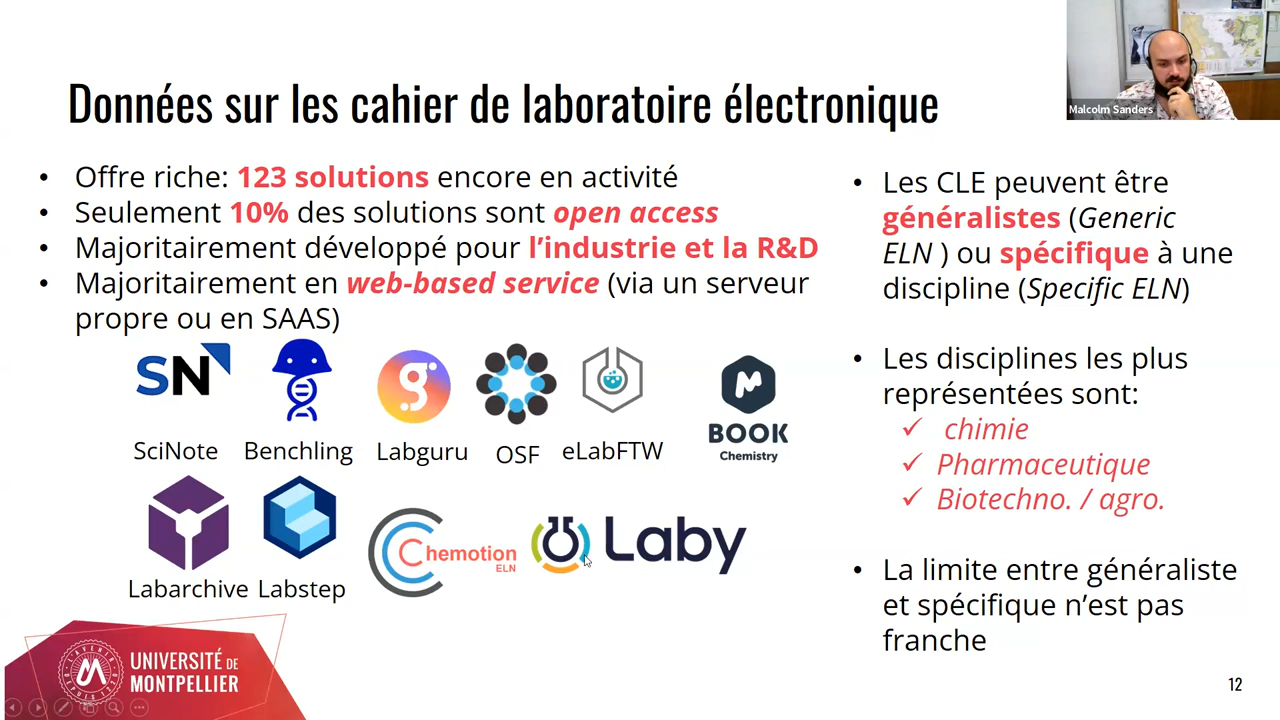 Malcolm Sanders
Données sur les cahier de laboratoire électronique
• Offre riche: 123 solutions encore en activité
• Seulement 10% des solutions sont open access
• Majoritairement développé pour l’industrie et la R&D
• Majoritairement en web-based service (via un serveur
propre ou en SAAS)
SN
SciNote
Benchling
g
Labguru
OSF
eLabFTW
BOOK
Chemistry
Labarchive
Labstep
Chemotion
ELN
Laby
• Les CLE peuvent être
généralistes (Generic
ELN ) ou spécifique à une
discipline (Specific ELN)
• Les disciplines les plus
représentées sont:
✓ chimie
✓ Pharmaceutique
✓ Biotechno. / agro.
• La limite entre généraliste
et spécifique n’est pas
franche
UNIVERSITÉ DE
MONTPELLIER
12